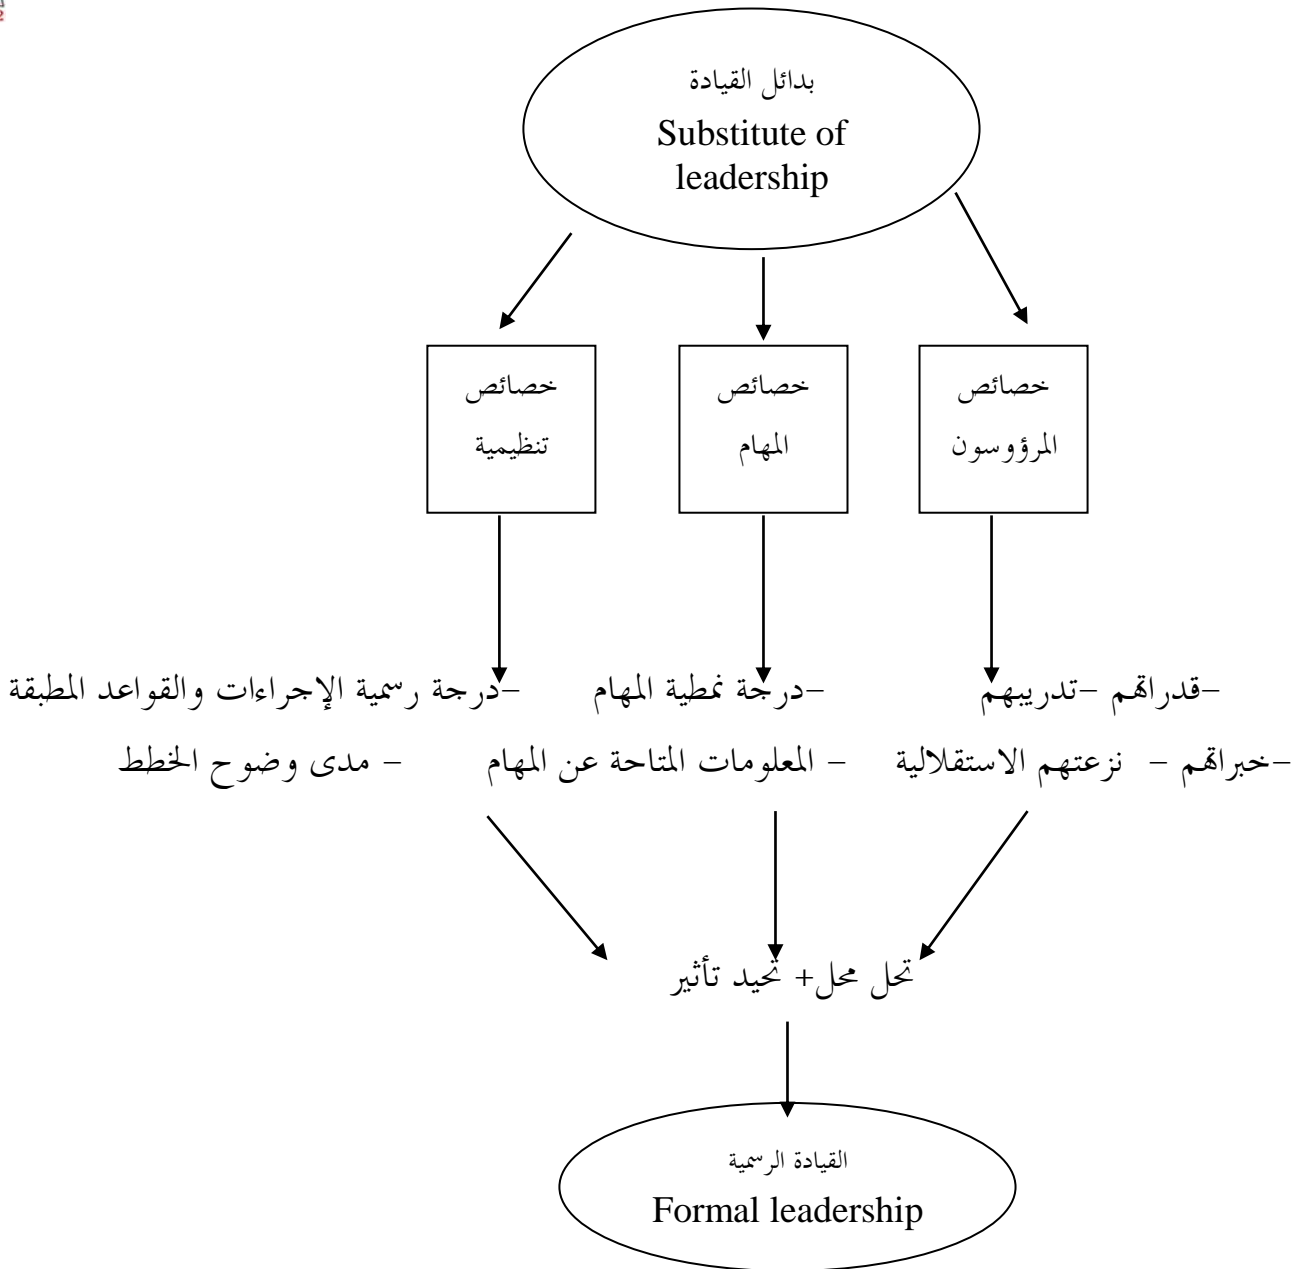 بدائل القيادة
Substitute of
leadership
خصائص
المرؤوسون
خصائص
المهام
خصائص
تنظيمية
–قدراتهم –تدريبهم
–خبراتهم – نزعتهم الاستقلالية
–درجة نمطية المهام
– المعلومات المتاحة عن المهام
–درجة رسمية الإجراءات والقواعد المطبقة
– مدى وضوح الخطط
تحل محل+ تحيد تأثير
القيادة الرسمية
Formal leadership